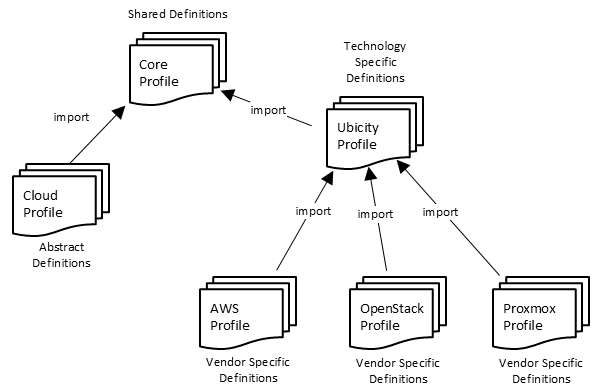 Shared Definitions
Core
Profile
Technology
Specific
Definitions
import
import
Ubicity
Profile
Cloud
Profile
Abstract
Definitions
import
import
import
AWS
Profile
OpenStack
Profile
Proxmox
Profile
Vendor Specific
Definitions
Vendor Specific
Definitions
Vendor Specific
Definitions